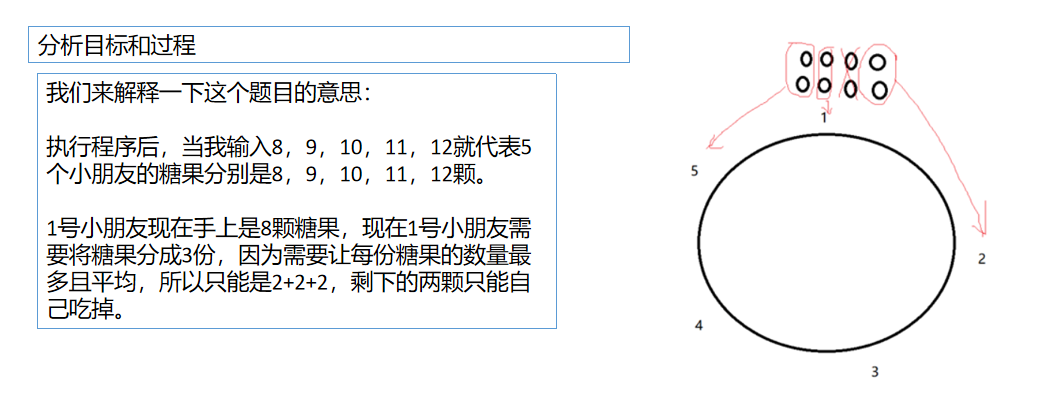 分析目标和过程
我们来解释一下这个题目的意思：
执行程序后，当我输入8，9，10，11，12就代表5
个小朋友的糖果分别是8，9，10，11，12颗。
1号小朋友现在手上是8颗糖果，现在1号小朋友需
要将糖果分成3份，因为需要让每份糖果的数量最
多且平均，所以只能是2+2+2，剩下的两颗只能自
己吃掉。
1
5
2
4
3